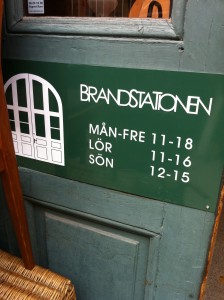 BRANDSTATIONEN
MÅN-FRE 11-18
LÖR 11-16
SÖN 12-15